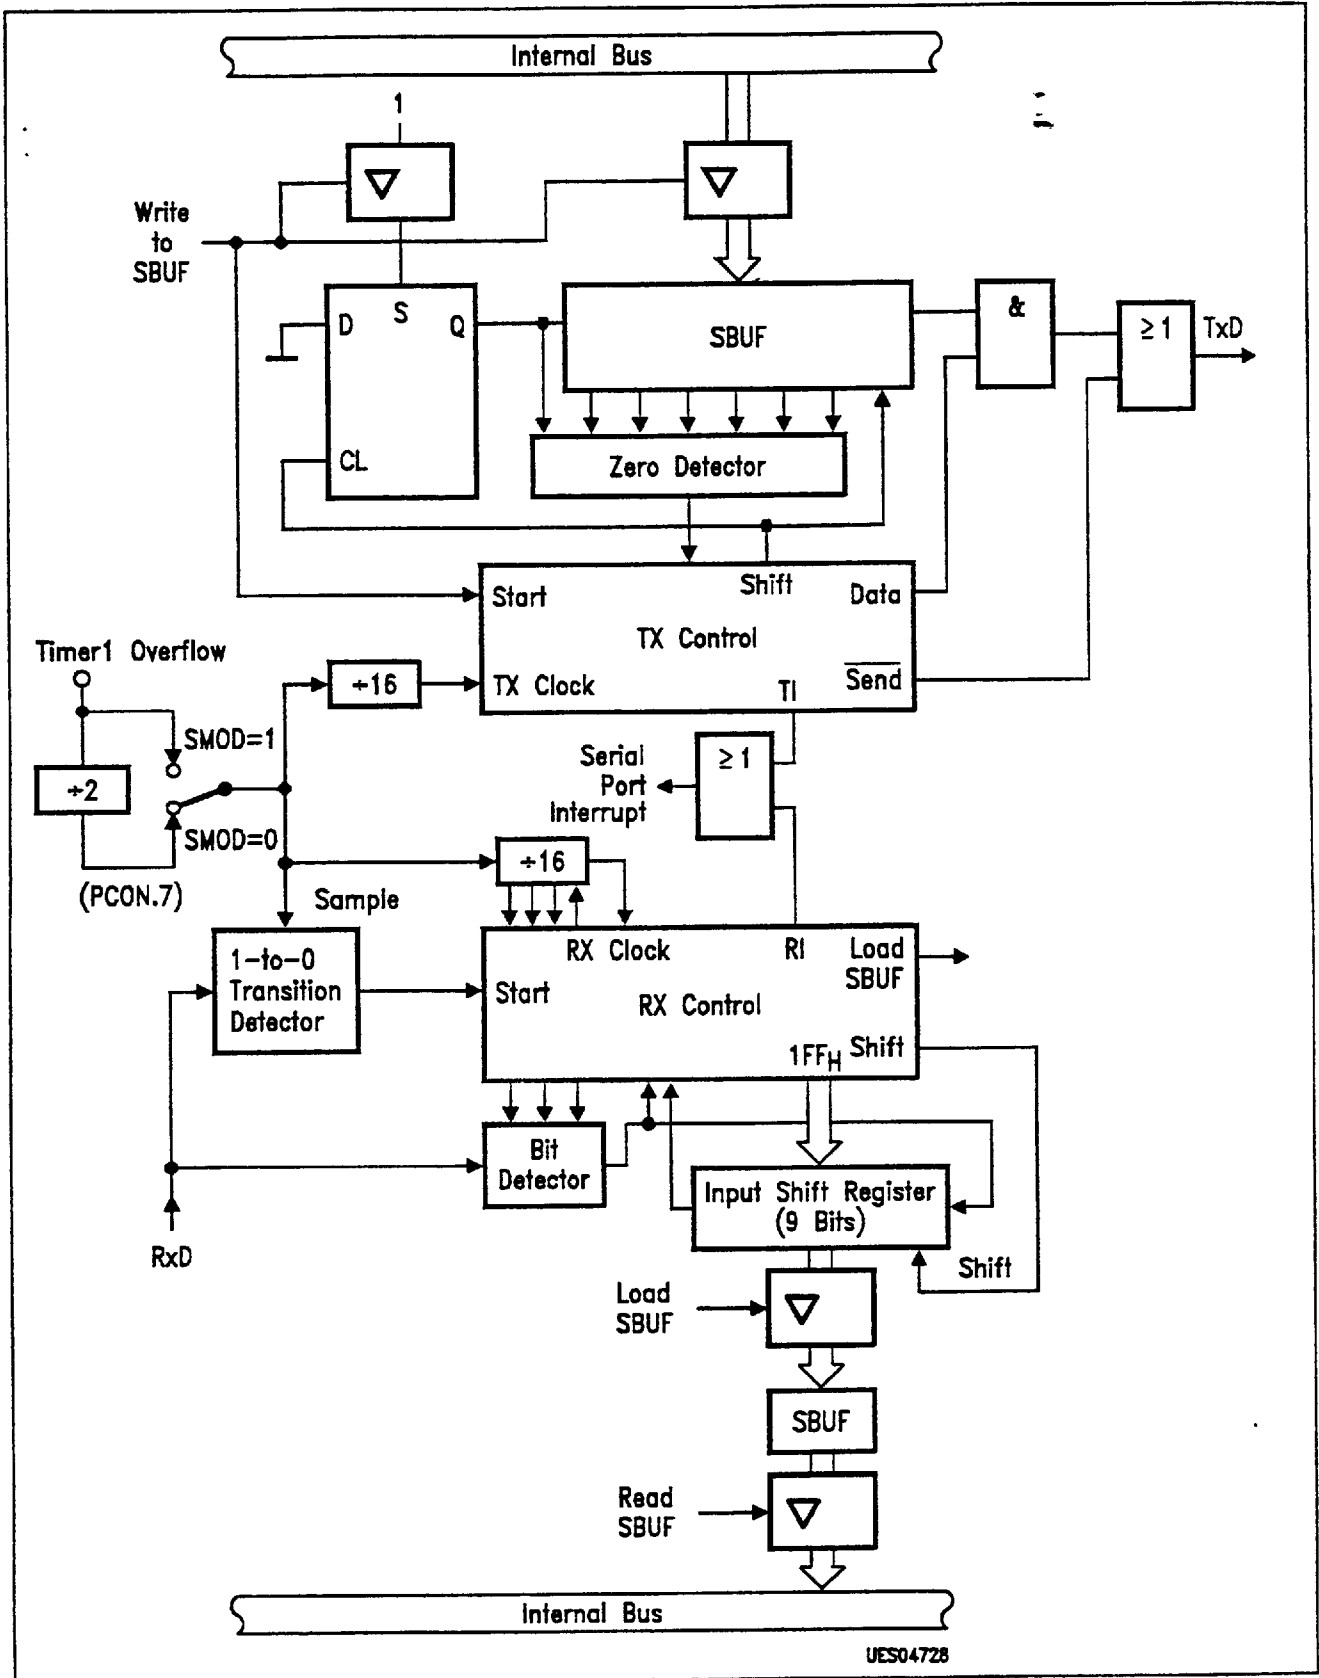 Internal Bus
1
Write
to
SBUF
D
S
Q
CL
SBUF
&
≥1
TxD
Zero Detector
Start
Shift
Data
TX Control
TX Clock
TI
Send
Timer1 Overflow
÷16
SMOD=1
÷2
SMOD=0
(PCON.7)
Serial
Port
Interrupt
≥1
÷16
Sample
1-to-0
Transition
Detector
RX Clock
RI
Load
SBUF
Start
RX Control
1FFH
Shift
Bit
Detector
Input Shift Register
(9 Bits)
RxD
Shift
Load
SBUF
SBUF
Read
SBUF
Internal Bus
UES04728